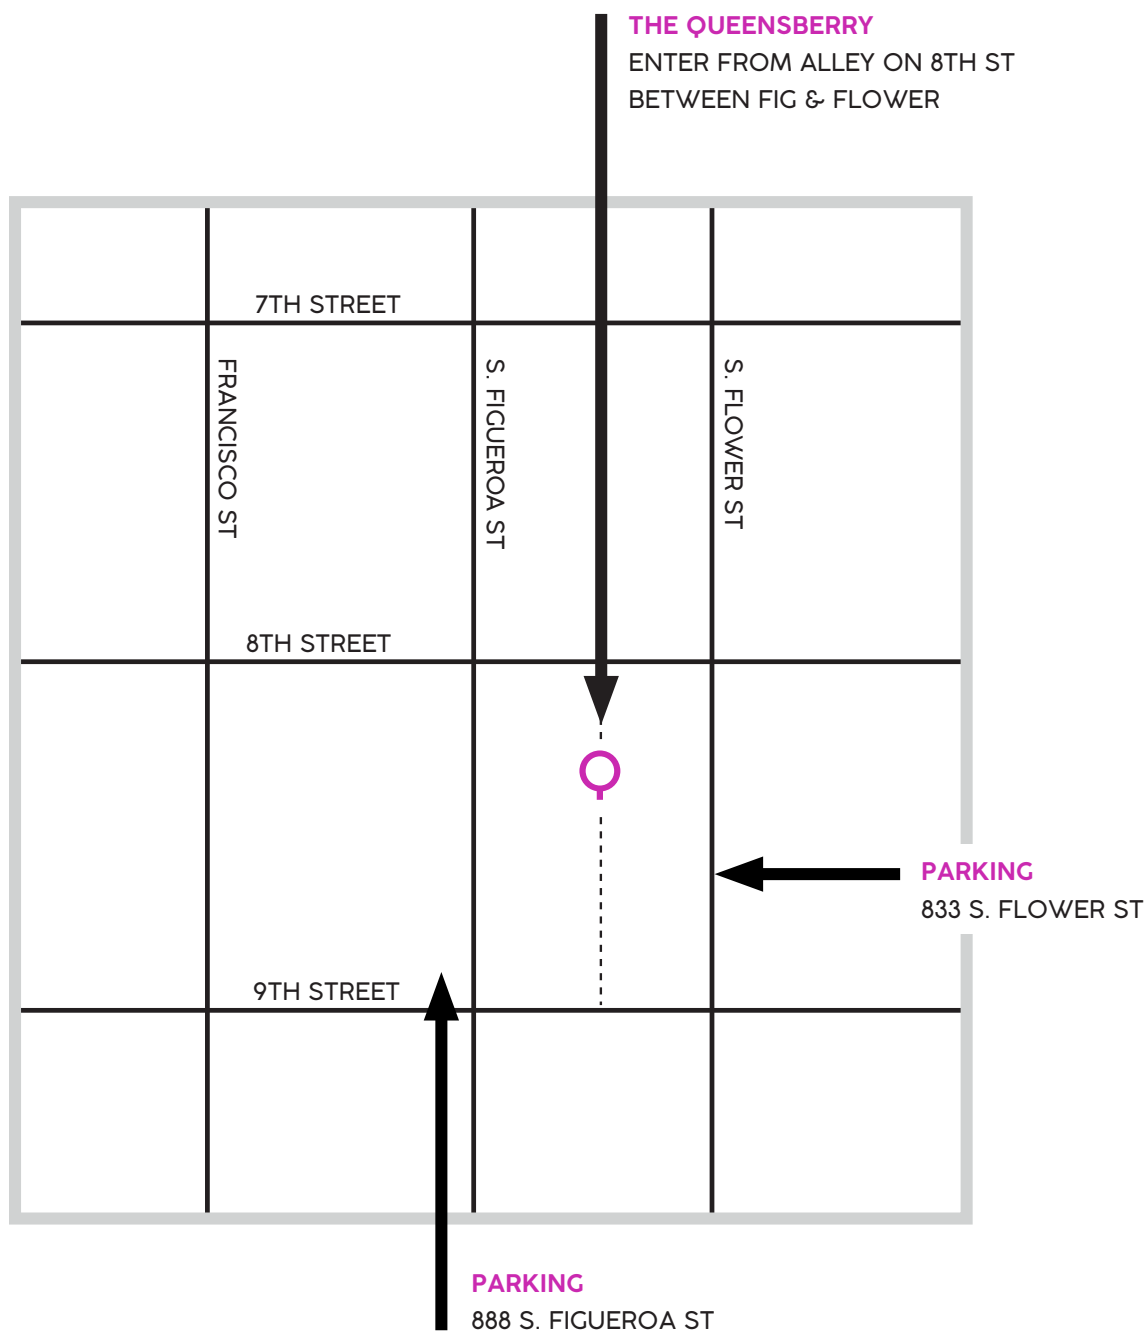 THE QUEENSBERRY
ENTER FROM ALLEY ON 8TH ST
BETWEEN FIG & FLOWER
7TH STREET
FRANCISCO ST
S. FIGUEROA ST
S. FLOWER ST
8TH STREET
PARKING
833 S. FLOWER ST
9TH STREET
PARKING
888 S. FIGUEROA ST